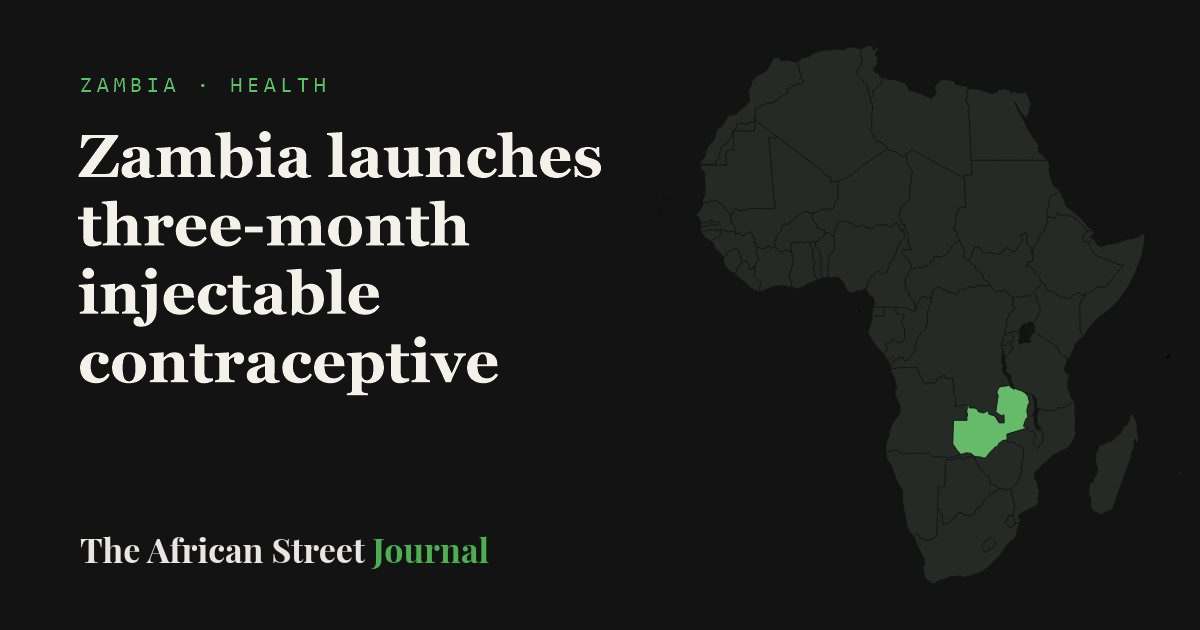 ZAMBIA · HEALTH
Zambia launches
three-month
injectable
contraceptive
The African Street Journal